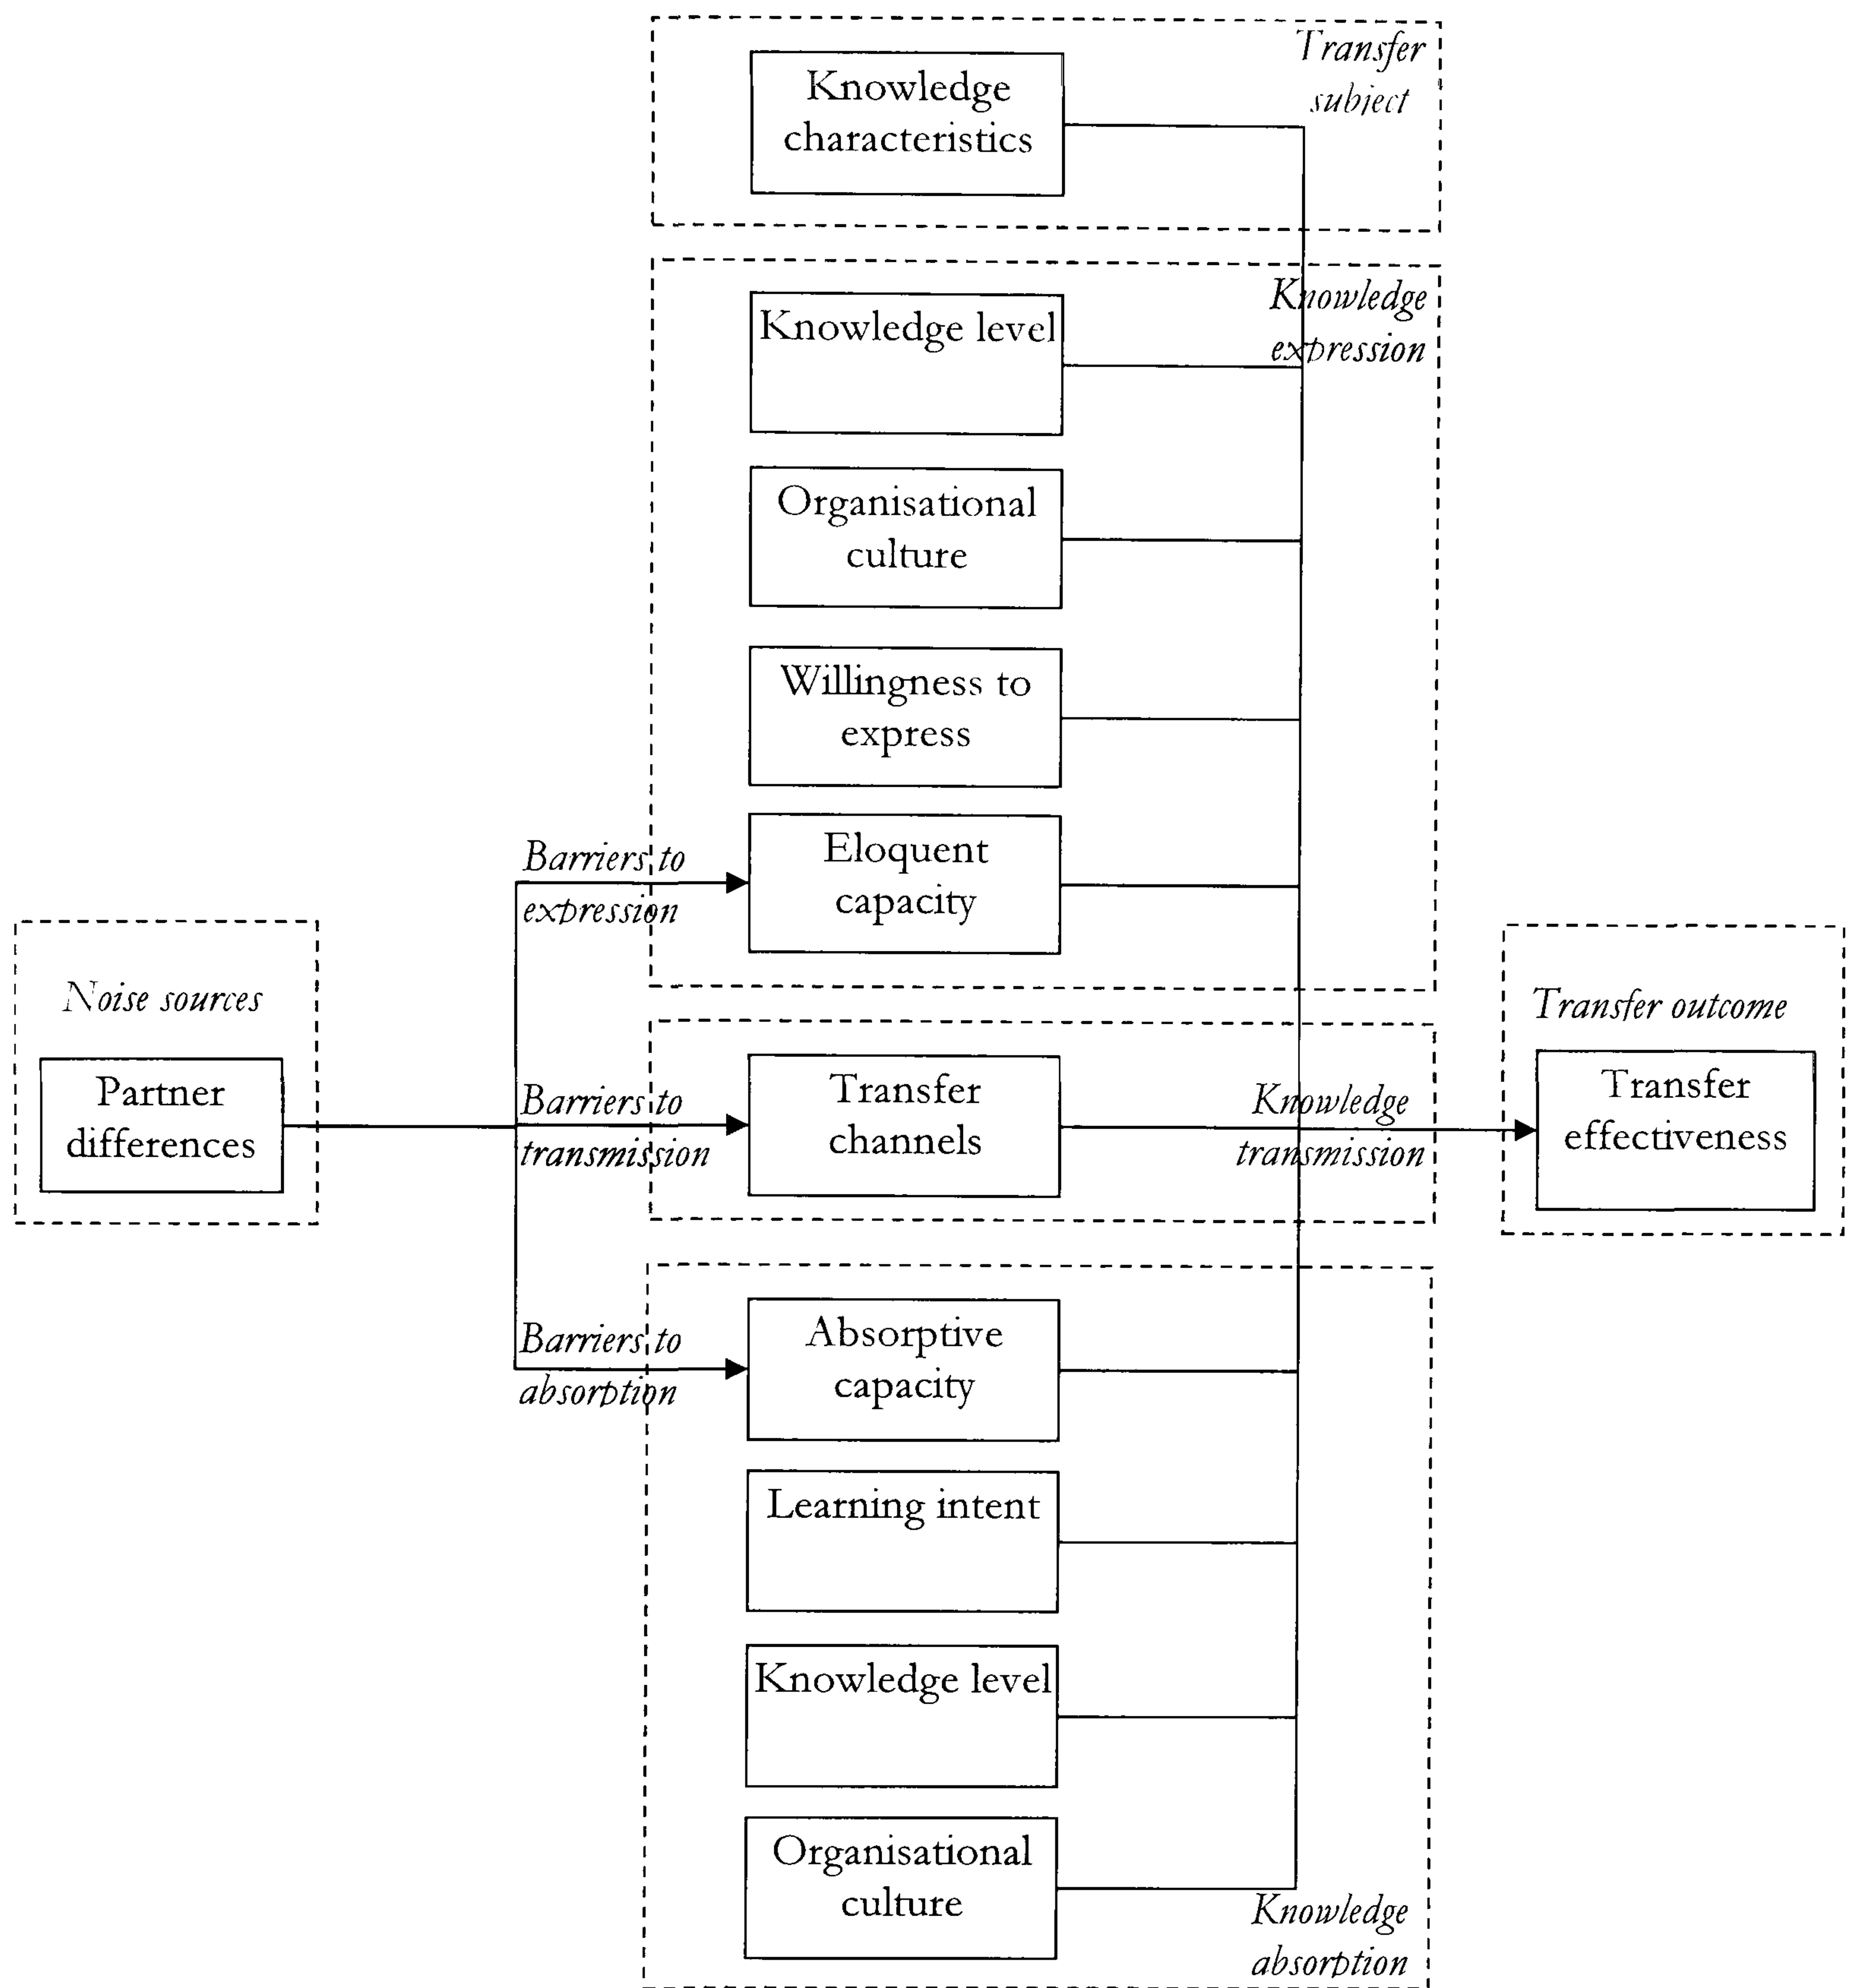 Transfer
subject
Knowledge
characteristics
Knowledge
expression
Knowledge level
Organisational
culture
Willingness to
express
Barriers to
expression
Eloquent
capacity
Noise sources
Partner
differences
Barriers to
transmission
Transfer
channels
Knowledge
transmission
Transfer outcome
Transfer
effectiveness
Barriers to
absorption
Absorptive
capacity
Learning intent
Knowledge level
Organisational
culture
Knowledge
absorption